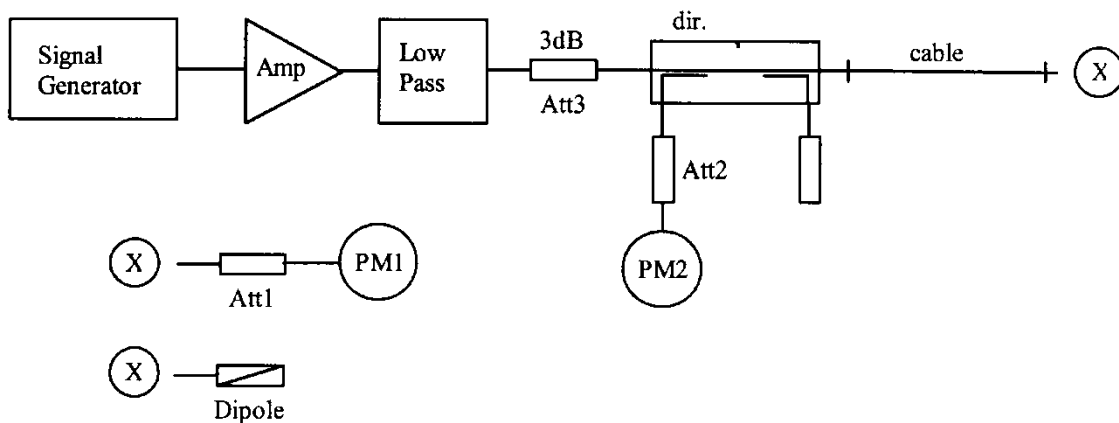 Signal
Generator
Amp
Low
Pass
3dB
Att3
dir.
cable
X
Att2
PM2
X
Att1
PM1
X
Dipole